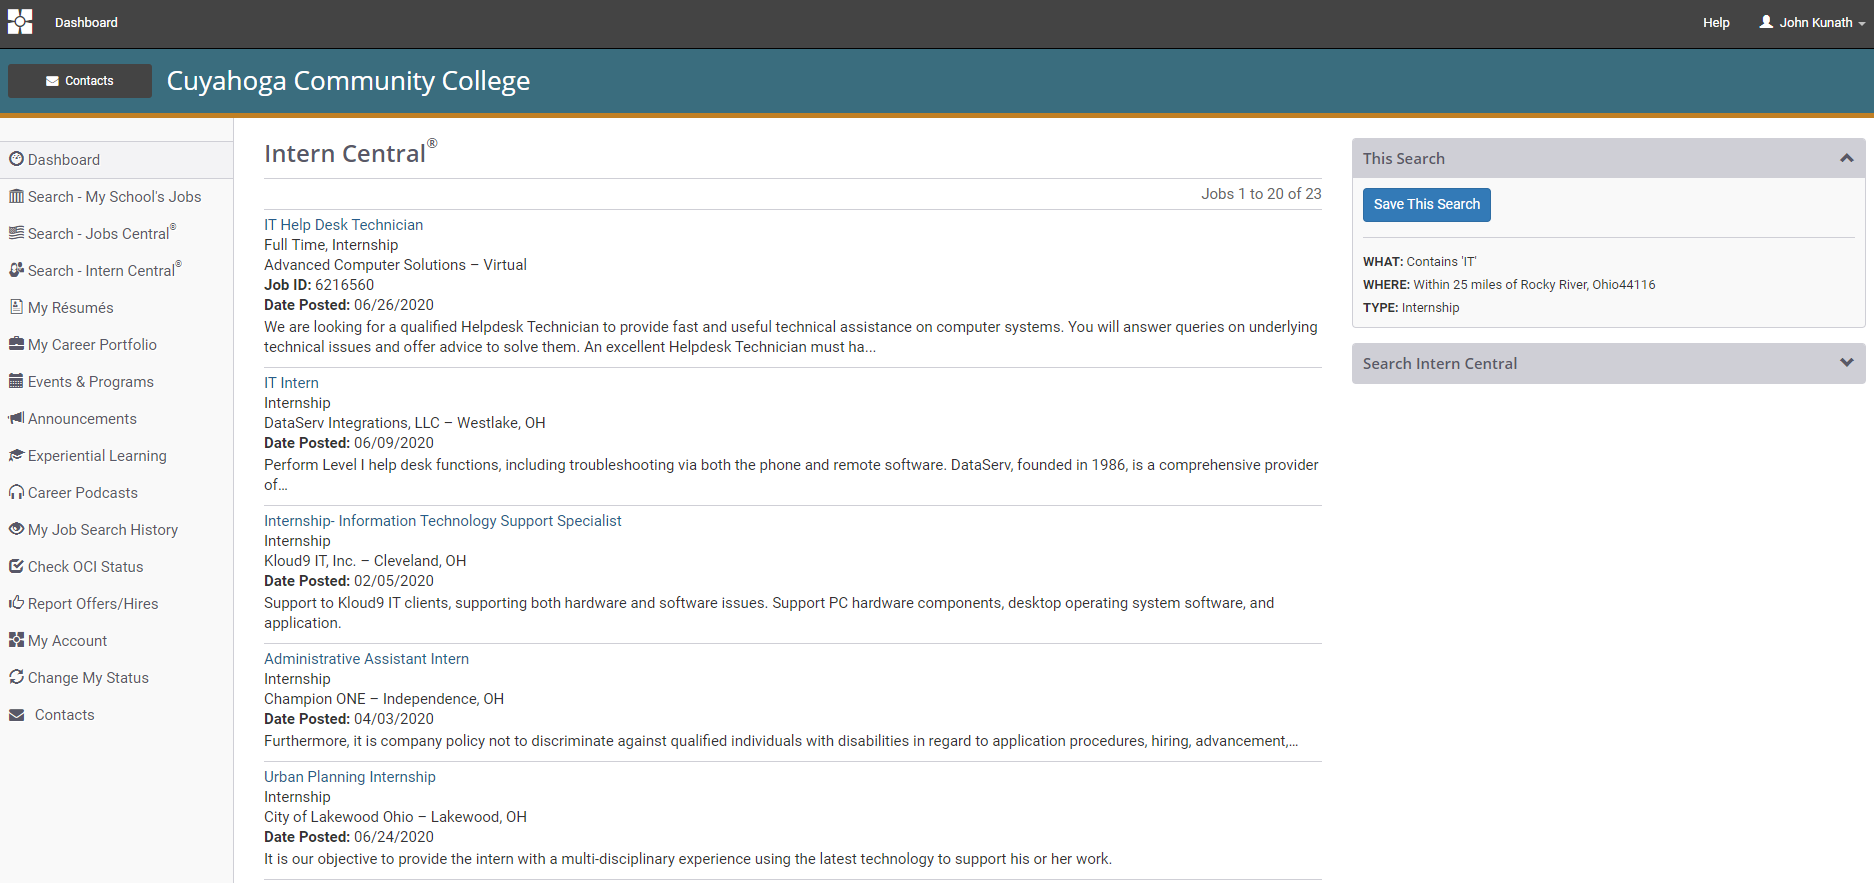 Dashboard
Help
John Kunath
Contacts
Cuyahoga Community College
Dashboard
Search - My School's Jobs
Search - Jobs Central®
Search - Intern Central®
My Résumés
My Career Portfolio
Events & Programs
Announcements
Experiential Learning
Career Podcasts
My Job Search History
Check OCI Status
Report Offers/Hires
My Account
Change My Status
Contacts
Intern Central®
Jobs 1 to 20 of 23
IT Help Desk Technician
Full Time, Internship
Advanced Computer Solutions – Virtual
Job ID: 6216560
Date Posted: 06/26/2020
We are looking for a qualified Helpdesk Technician to provide fast and useful technical assistance on computer systems. You will answer queries on underlying
technical issues and offer advice to solve them. An excellent Helpdesk Technician must ha...
IT Intern
Internship
DataServ Integrations, LLC – Westlake, OH
Date Posted: 06/09/2020
Perform Level I help desk functions, including troubleshooting via both the phone and remote software. DataServ, founded in 1986, is a comprehensive provider
of...
Internship- Information Technology Support Specialist
Internship
Kloud9 IT, Inc. – Cleveland, OH
Date Posted: 02/05/2020
Support to Kloud9 IT clients, supporting both hardware and software issues. Support PC hardware components, desktop operating system software, and
application.
Administrative Assistant Intern
Internship
Champion ONE – Independence, OH
Date Posted: 04/03/2020
Furthermore, it is company policy not to discriminate against qualified individuals with disabilities in regard to application procedures, hiring, advancement,...
Urban Planning Internship
Internship
City of Lakewood Ohio – Lakewood, OH
Date Posted: 06/24/2020
It is our objective to provide the intern with a multi-disciplinary experience using the latest technology to support his or her work.
This Search
Save This Search
WHAT: Contains 'IT'
WHERE: Within 25 miles of Rocky River, Ohio44116
TYPE: Internship
Search Intern Central